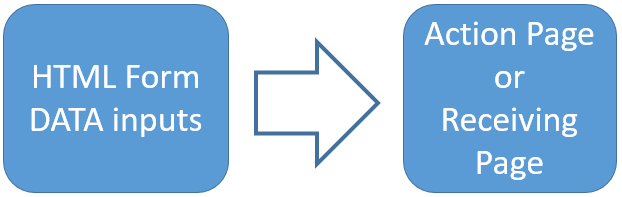 HTML Form
DATA inputs
Action Page
or
Receiving
Page